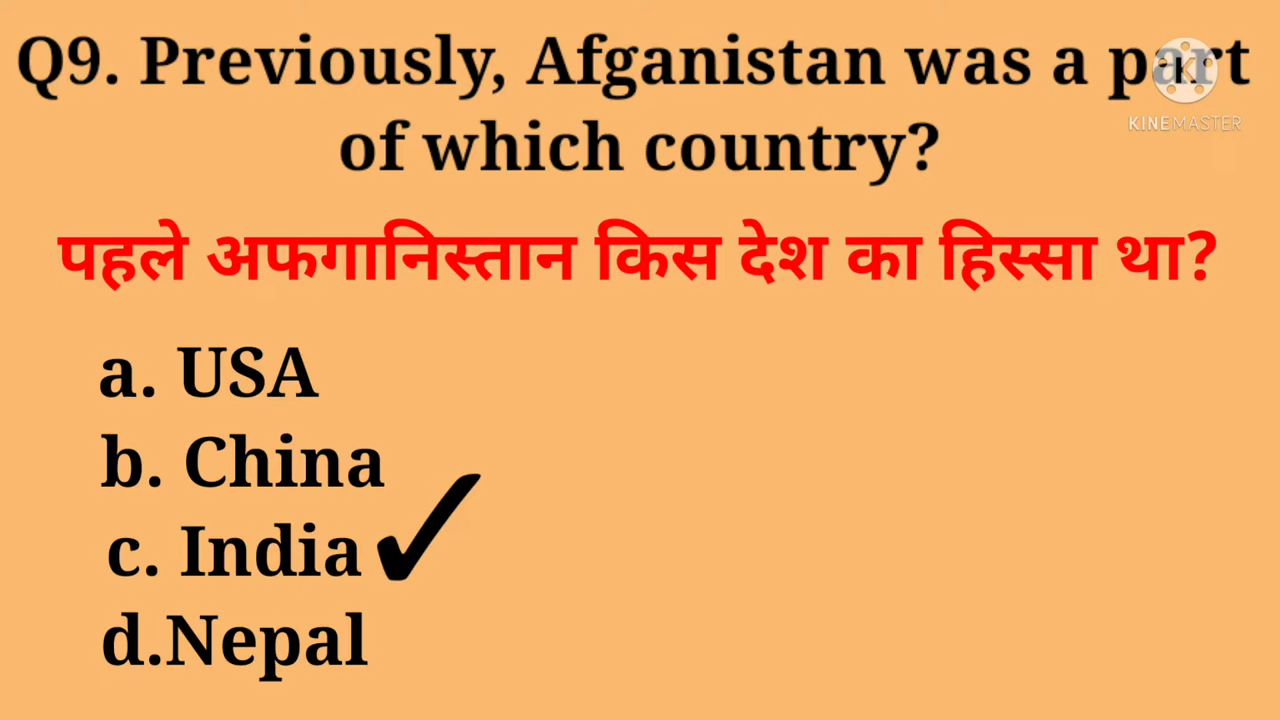 Q9. Previously, Afganistan was a part
of which country?
KINEMASTER
पहले अफगानिस्तान किस देश का हिस्सा था?
a. USA
b. China
c. India
d.Nepal